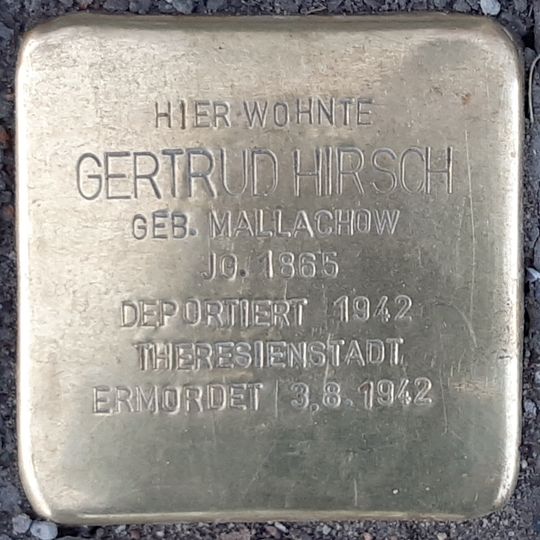 HIER WOHNTE
GERTRUD HIRSCH
GEB. MALLACHOW
JG. 1865
DEPORTIERT 1942
THERESIENSTADT
ERMORDET 3.8.1942